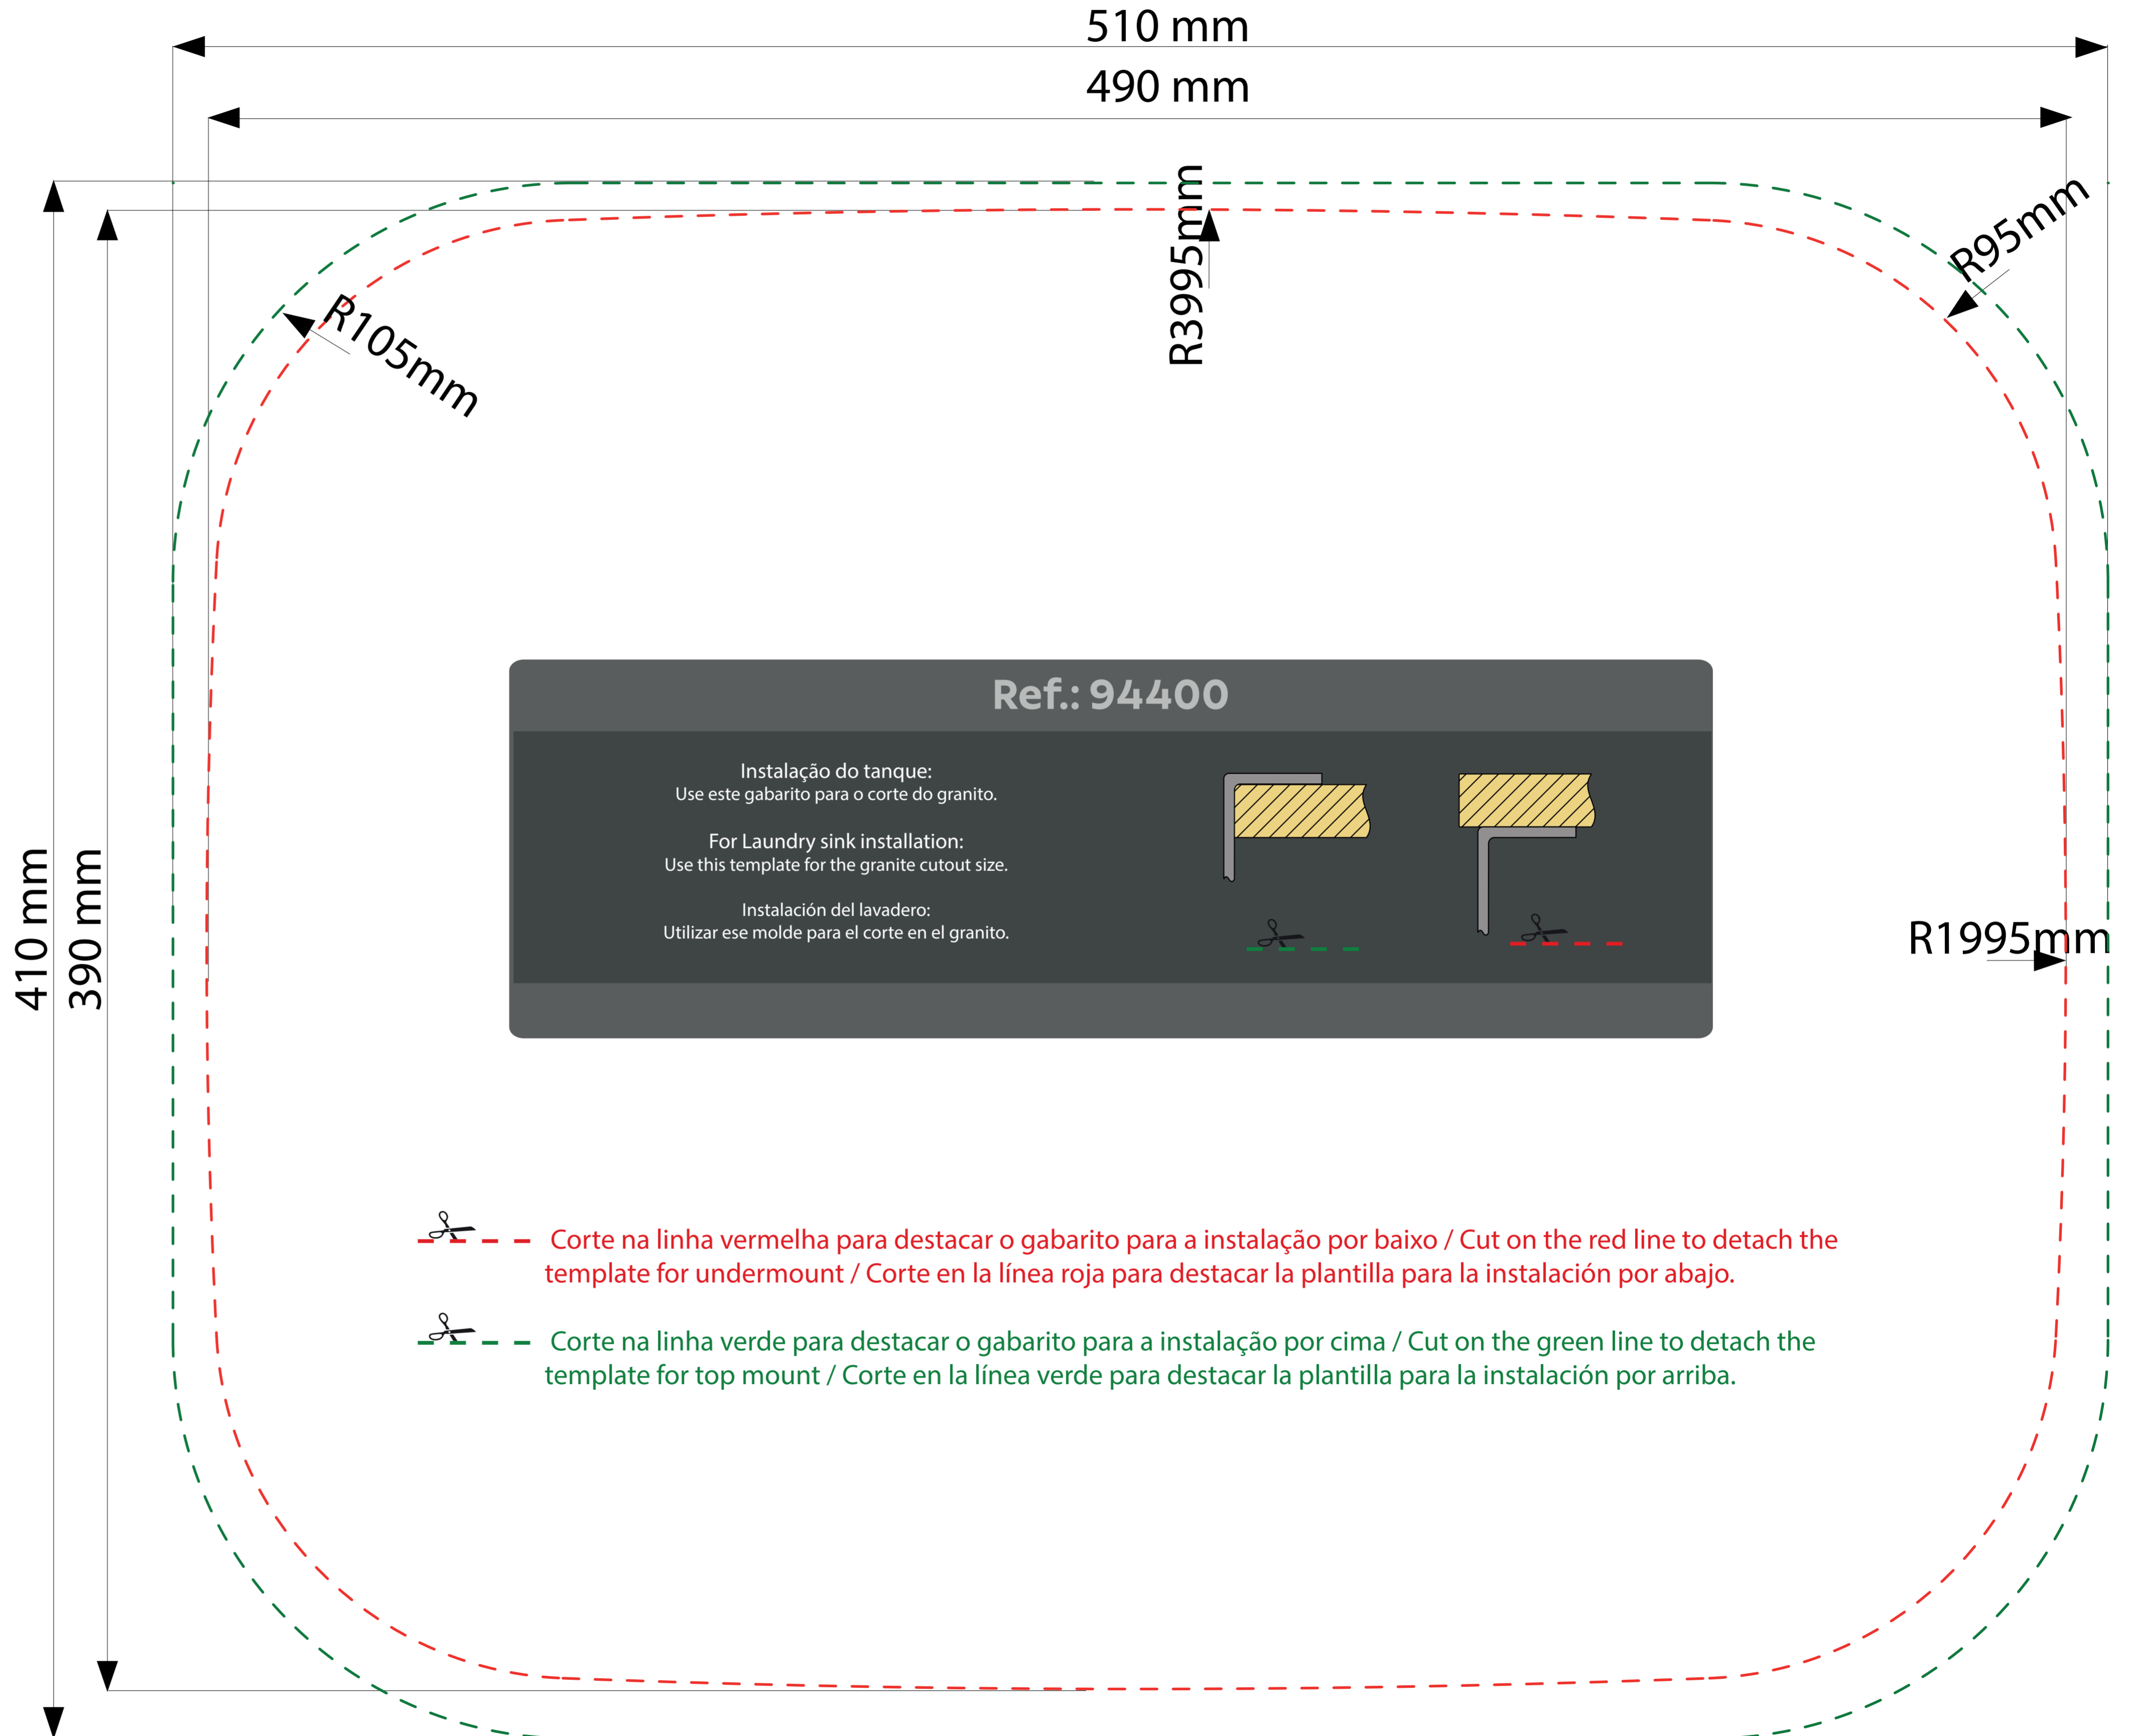 510 mm
490 mm
R3995mm
R95mm
R105mm
Ref.: 94400
Instalação do tanque:
Use este gabarito para o corte do granito.
For Laundry sink installation:
Use this template for the granite cutout size.
Instalación del lavadero:
Utilizar ese molde para el corte en el granito.
410 mm
390 mm
R1995mm
Corte na linha vermelha para destacar o gabarito para a instalação por baixo / Cut on the red line to detach the
template for undermount / Corte en la línea roja para destacar la plantilla para la instalación por abajo.
Corte na linha verde para destacar o gabarito para a instalação por cima / Cut on the green line to detach the
template for top mount / Corte en la línea verde para destacar la plantilla para la instalación por arriba.